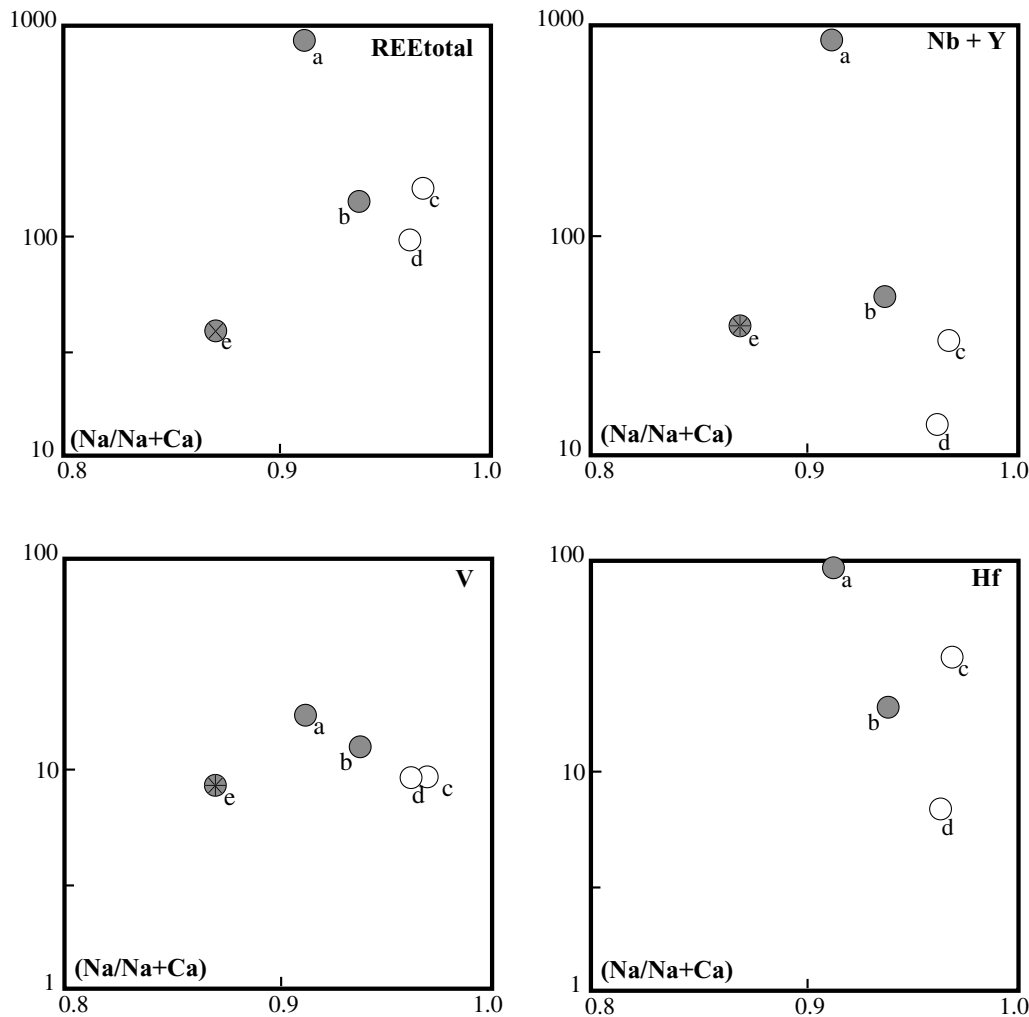 1000
REEtotal
a
c
b
100
d
e
(Na/Na+Ca)
10
0.8 0.9 1.0
1000
Nb + Y
a
100
b
e
c
(Na/Na+Ca)
d
10
0.8 0.9 1.0
100
V
a
b
10
d c
e
(Na/Na+Ca)
1
0.8 0.9 1.0
100
a
Hf
c
b
10
d
(Na/Na+Ca)
1
0.8 0.9 1.0